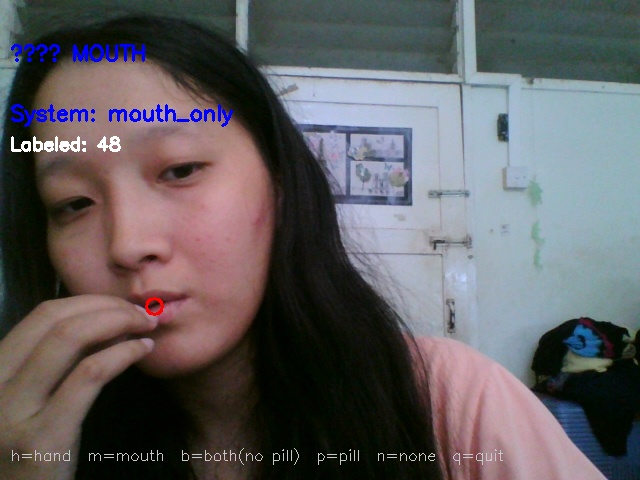 ???? MOUTH
System: mouth_only
Labeled: 48
h=hand m=mouth b=both(no pill) p=pill n=none q=quit